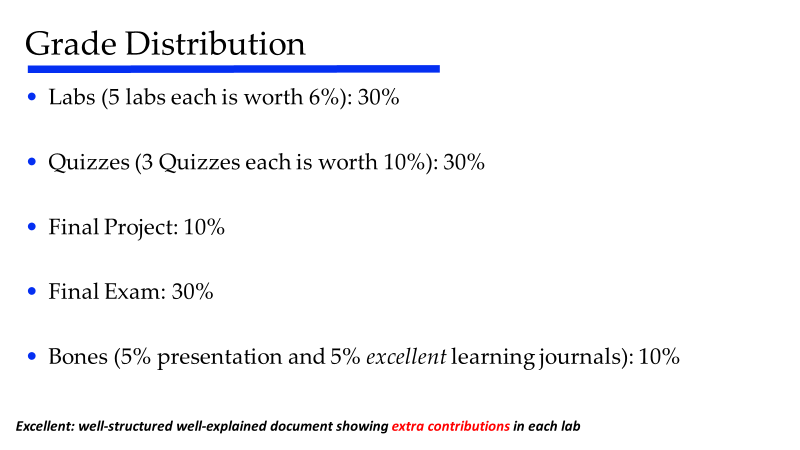 Grade Distribution
• Labs (5 labs each is worth 6%): 30%
• Quizzes (3 Quizzes each is worth 10%): 30%
• Final Project: 10%
• Final Exam: 30%
• Bones (5% presentation and 5% excellent learning journals): 10%
Excellent: well-structured well-explained document showing extra contributions in each lab